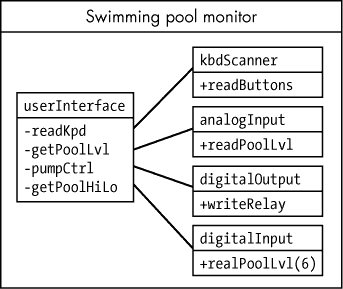 Swimming pool monitor
userInterface
-readKpd
-getPoolLvl
-pumpCtrl
-getPoolHiLo
kbdScanner
+readButtons
analogInput
+readPoolLvl
digitalOutput
+writeRelay
digitalInput
+realPoolLvl(6)